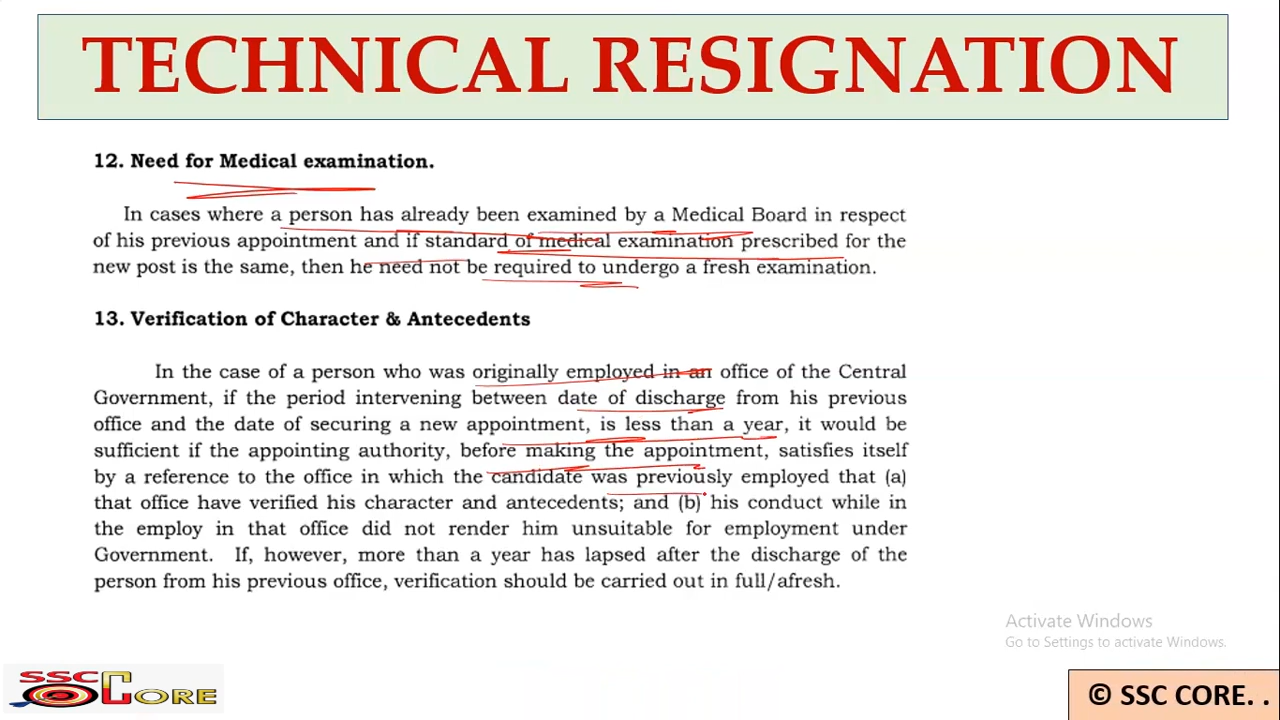 TECHNICAL RESIGNATION
12. Need for Medical examination.
In cases where a person has already been examined by a Medical Board in respect
of his previous appointment and if standard of medical examination prescribed for the
new post is the same, then he need not be required to undergo a fresh examination.
13. Verification of Character & Antecedents
In the case of a person who was originally employed in an office of the Central
Government, if the period intervening between date of discharge from his previous
office and the date of securing a new appointment, is less than a year, it would be
sufficient if the appointing authority, before making the appointment, satisfies itself
by a reference to the office in which the candidate was previously employed that (a)
that office have verified his character and antecedents; and (b) his conduct while in
the employ in that office did not render him unsuitable for employment under
Government. If, however, more than a year has lapsed after the discharge of the
person from his previous office, verification should be carried out in full/afresh.
Activate Windows
Go to Settings to activate Windows.
SSC CORE
© SSC CORE. .